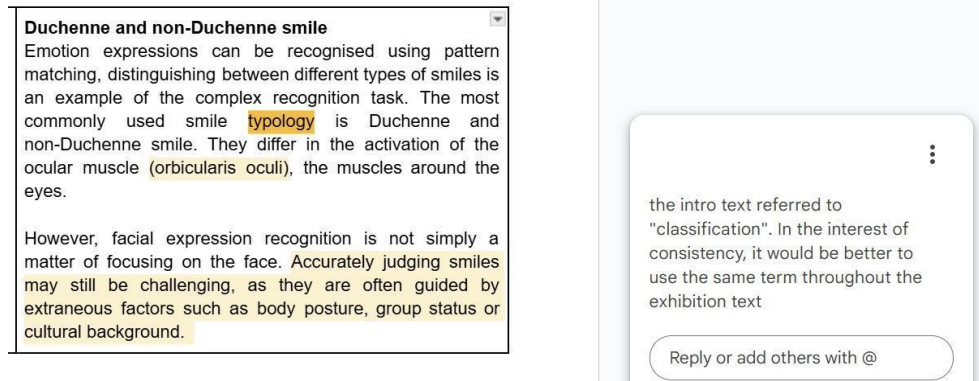 Duchenne and non-Duchenne smile
Emotion expressions can be recognised using pattern
matching, distinguishing between different types of smiles is
an example of the complex recognition task. The most
commonly used smile typology is Duchenne and
non-Duchenne smile. They differ in the activation of the
ocular muscle (orbicularis oculi), the muscles around the
eyes.
However, facial expression recognition is not simply a
matter of focusing on the face. Accurately judging smiles
may still be challenging, as they are often guided by
extraneous factors such as body posture, group status or
cultural background.
the intro text referred to
"classification". In the interest of
consistency, it would be better to
use the same term throughout the
exhibition text
Reply or add others with @